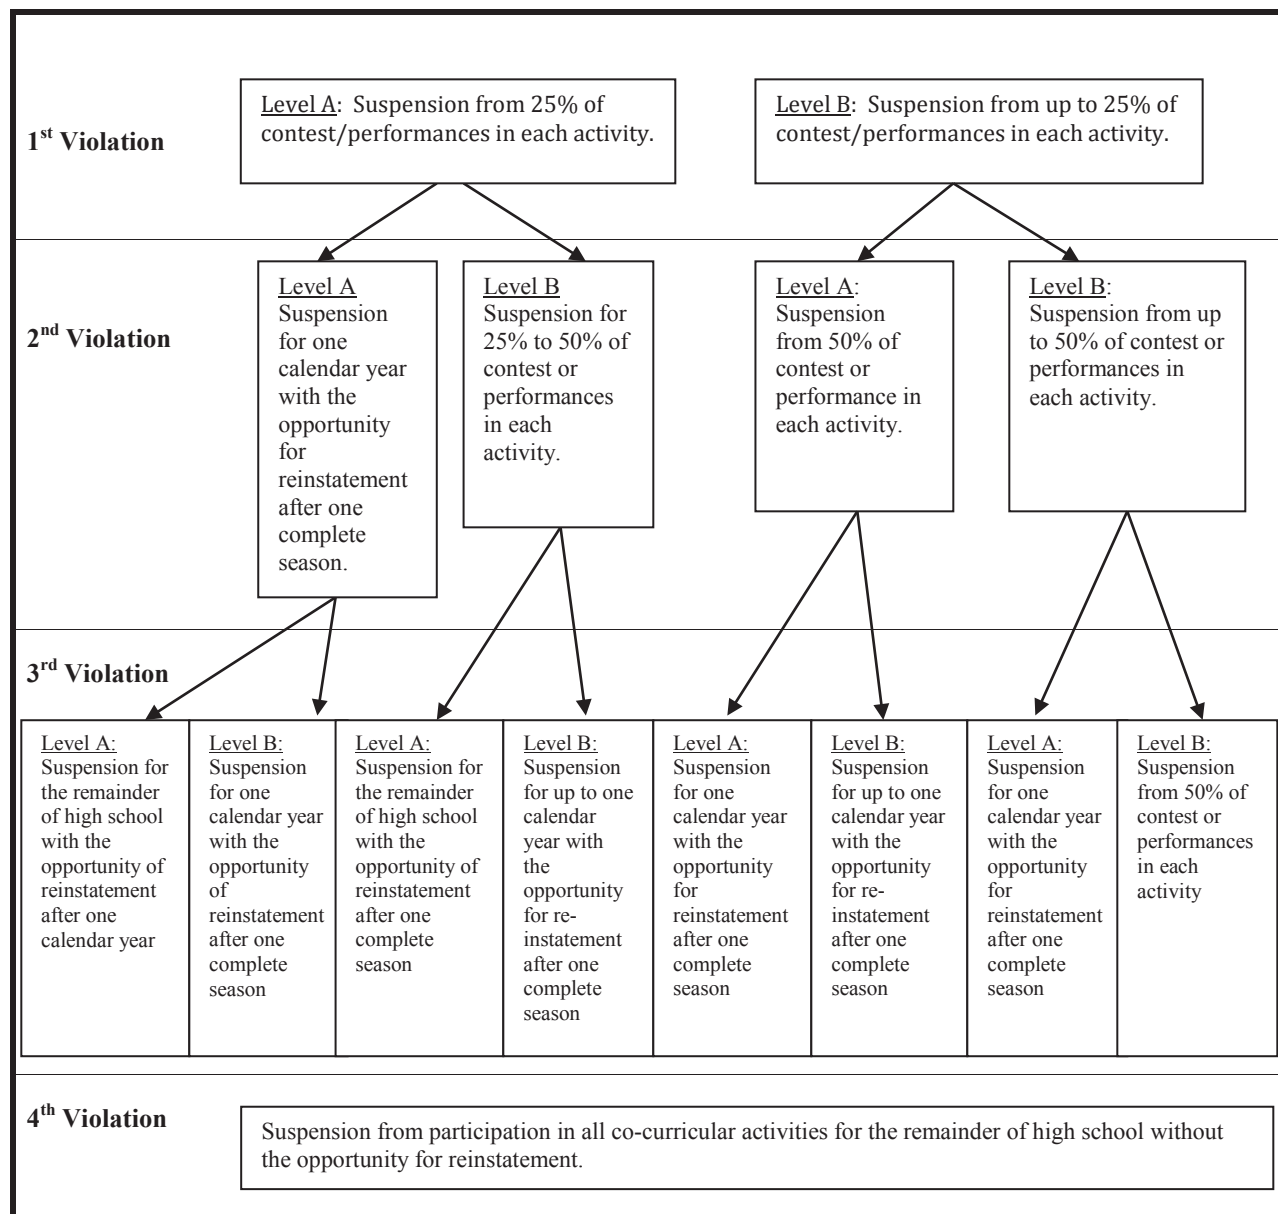 1st Violation
Level A: Suspension from 25% of
contest/performances in each activity.
Level B: Suspension from up to 25% of
contest/performances in each activity.
2nd Violation
Level A
Suspension
for one
calendar year
with the
opportunity
for
reinstatement
after one
complete
season.
Level B
Suspension for
25% to 50% of
contest or
performances
in each
activity.
Level A:
Suspension
from 50% of
contest or
performance in
each activity.
Level B:
Suspension from up
to 50% of contest or
performances in
each activity.
3rd Violation
Level A:
Suspension for
the remainder
of high school
with the
opportunity of
reinstatement
after one
calendar year
Level B:
Suspension
for one
calendar year
with the
opportunity
of
reinstatement
after one
complete
season
Level A:
Suspension for
the remainder
of high school
with the
opportunity of
reinstatement
after one
complete
season
Level B:
Suspension
for up to one
calendar
year with
the
opportunity
for re-
instatement
after one
complete
season
Level A:
Suspension
for one
calendar year
with the
opportunity
for
reinstatement
after one
complete
season
Level B:
Suspension
for up to one
calendar year
with the
opportunity
for re-
instatement
after one
complete
season
Level A:
Suspension
for one
calendar year
with the
opportunity
for
reinstatement
after one
complete
season
Level B:
Suspension
from 50% of
contest or
performances
in each
activity
4th Violation
Suspension from participation in all co-curricular activities for the remainder of high school without
the opportunity for reinstatement.